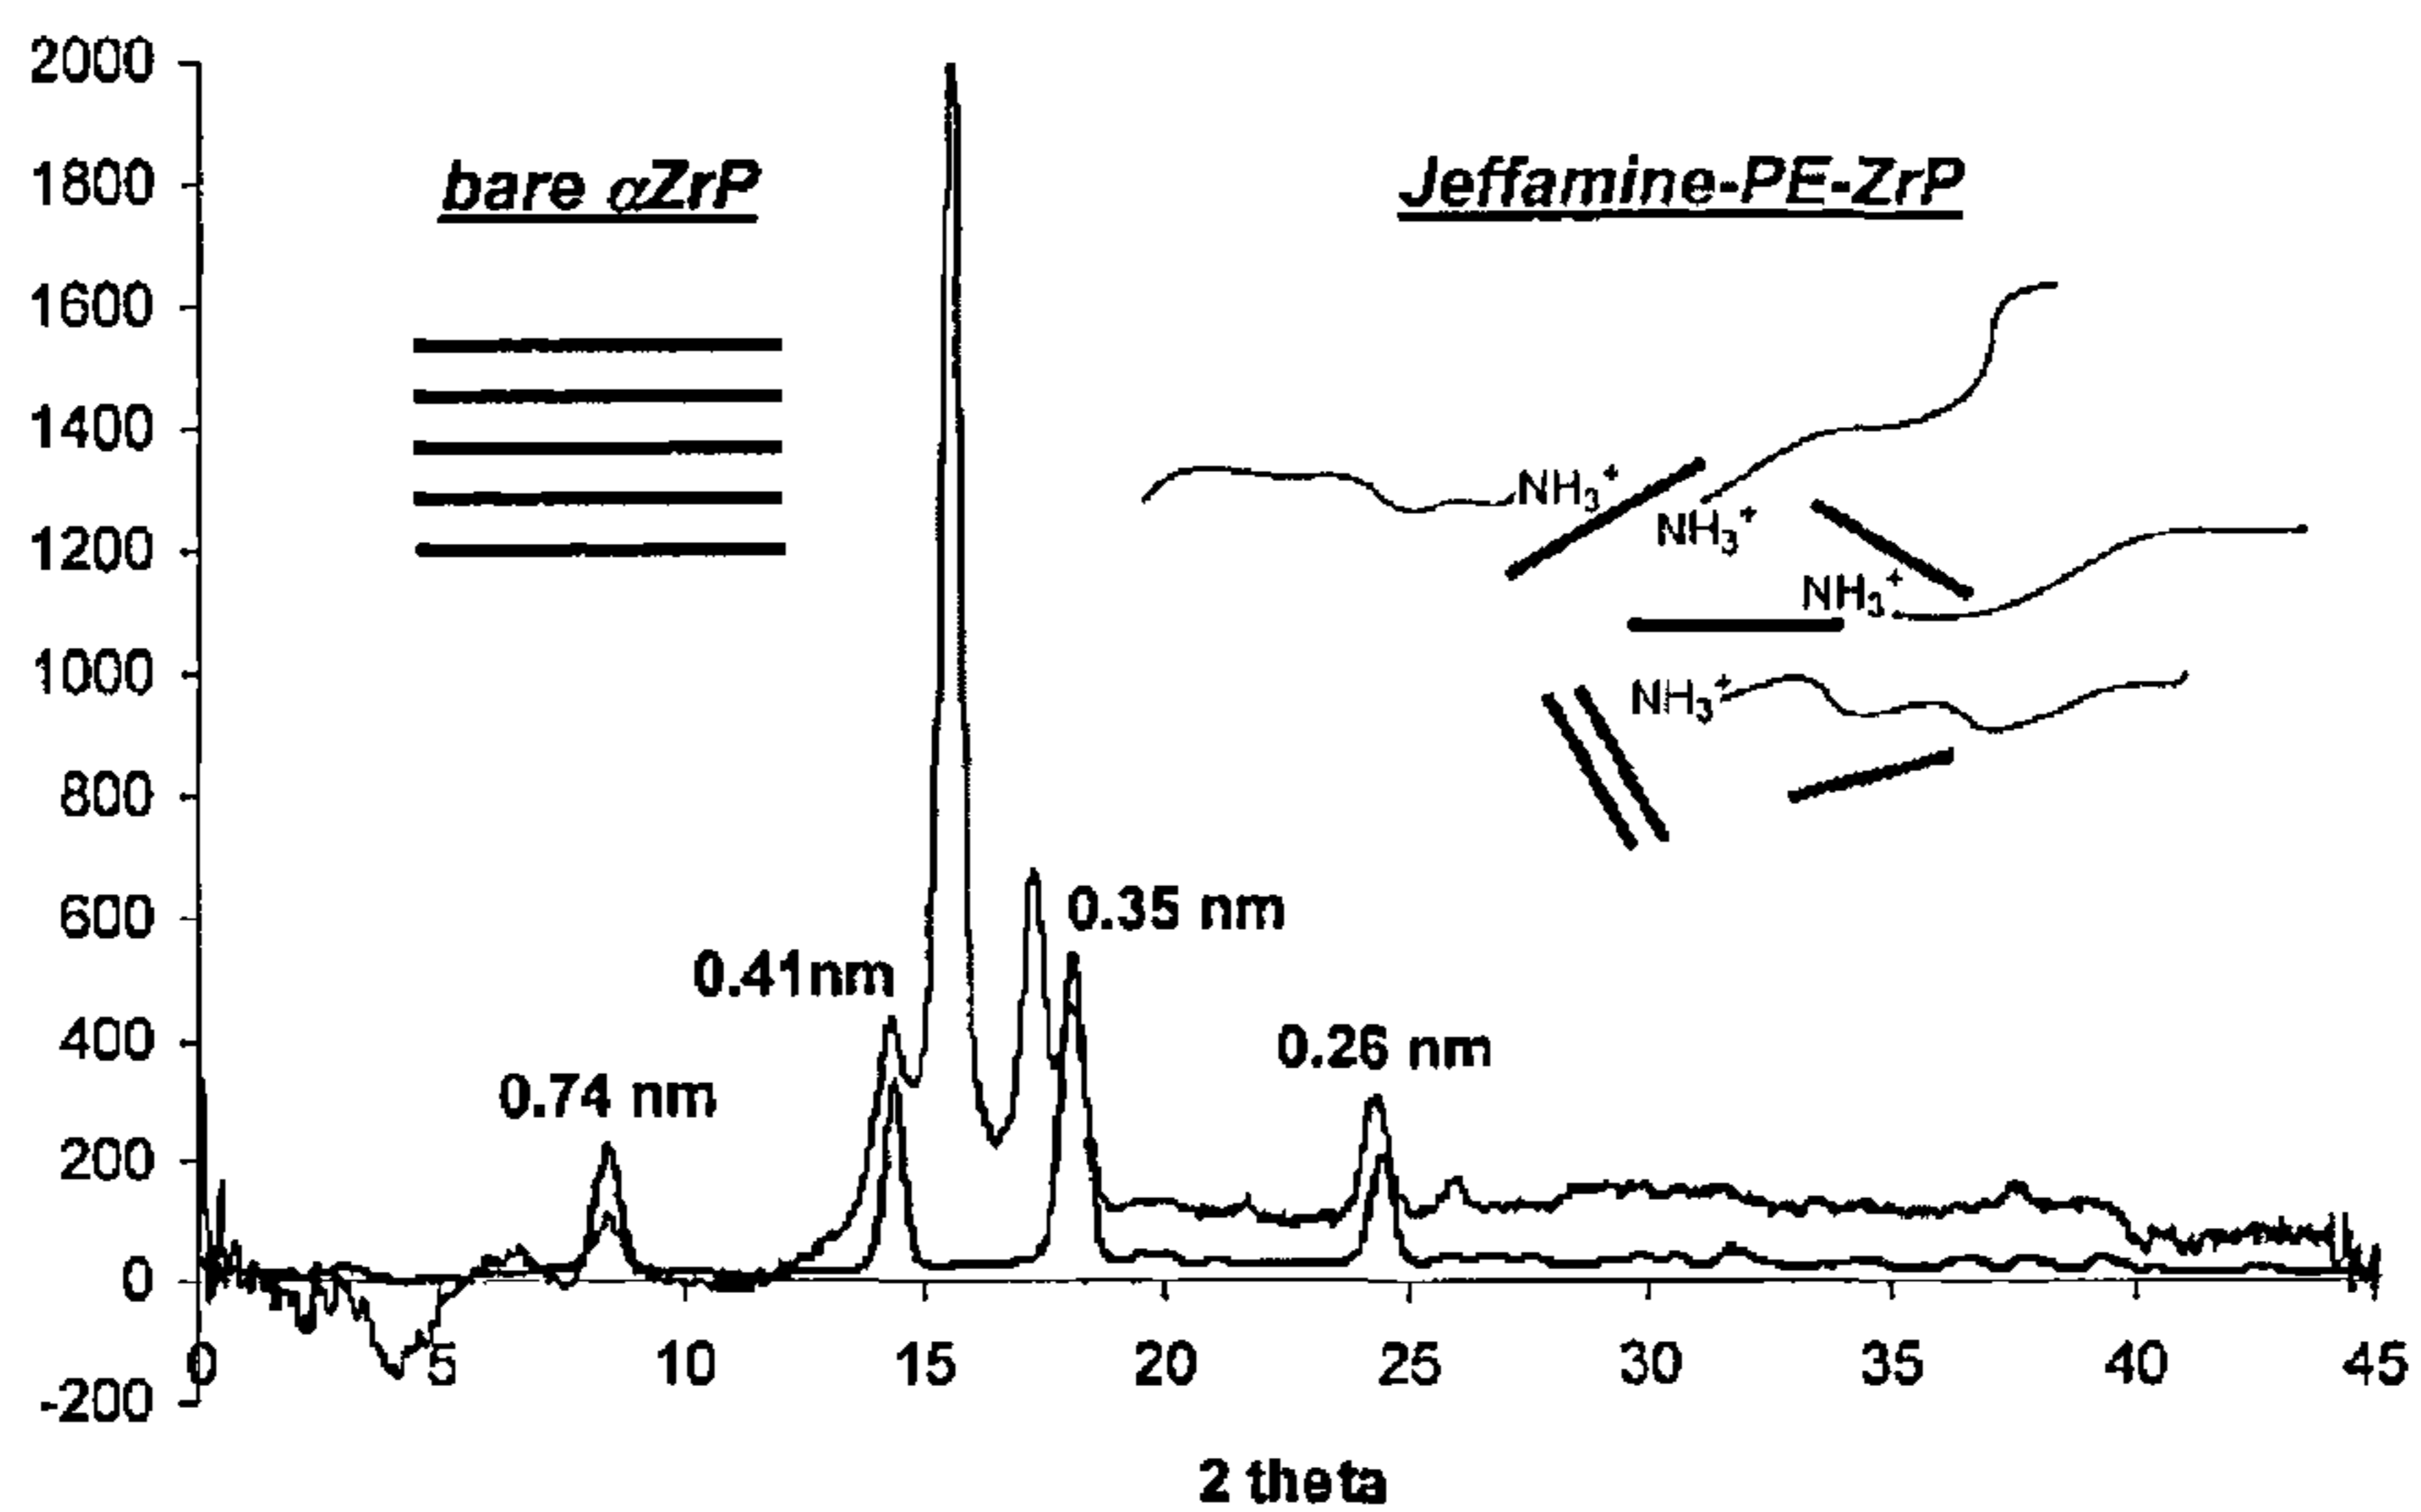 2000
1800
1600
1400
1200
1000
800
600
400
200
0
-200
bare αZrP
Jeffamine-PE-ZrP
NH3+
NH3+
NH3+
NH3+
0.35 nm
0.41nm
0.26 nm
0.74 nm
0 5 10 15 20 25 30 35 40 45
2 theta